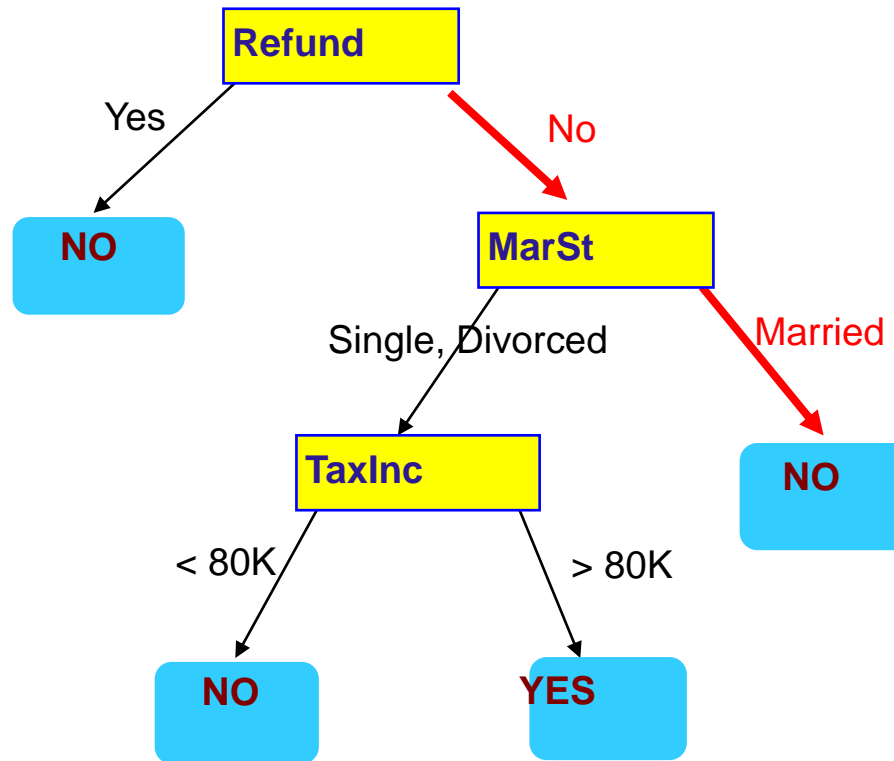 Refund
Yes
No
NO
MarSt
Single, Divorced
Married
TaxInc
NO
< 80K
> 80K
NO
YES